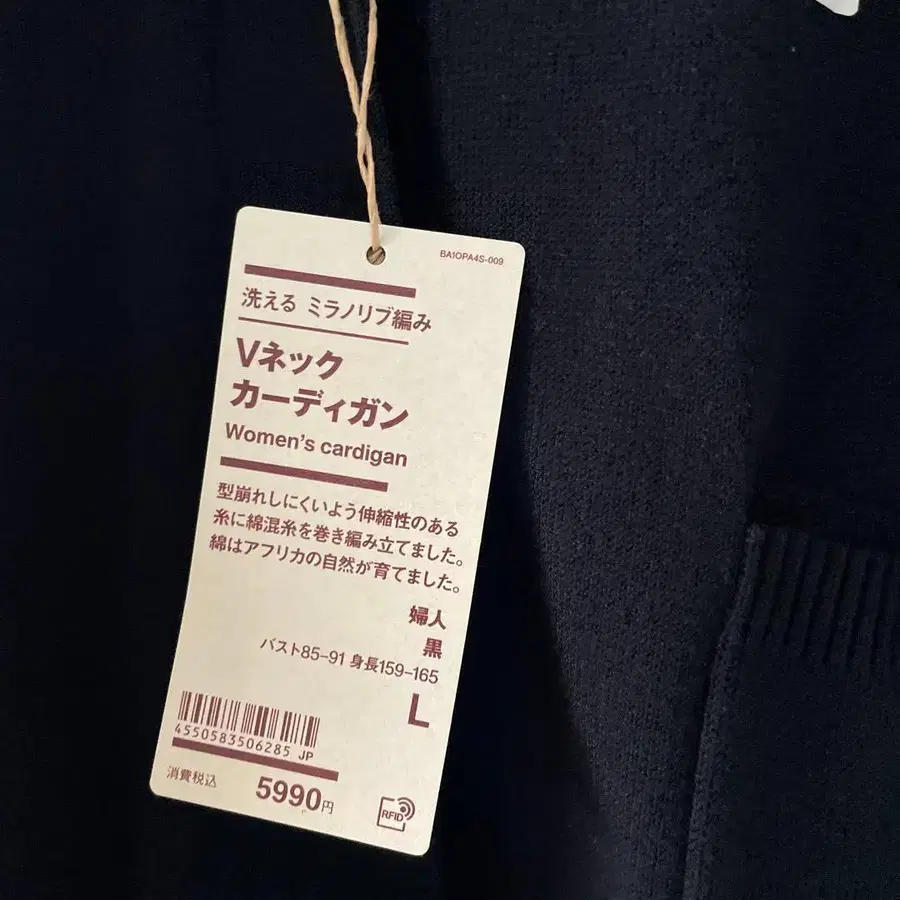 BA1OPA4S-009
洗える ミラノリブ編み
Vネック
カーディガン
Women's cardigan
型崩れしにくいよう伸縮性のある
糸に綿混糸を巻き編み立てました。
綿はアフリカの自然が育てました。
婦人
黒
バスト85-91 身長159-165
L
4550583506285 JP
消費税込 5990円
RFID